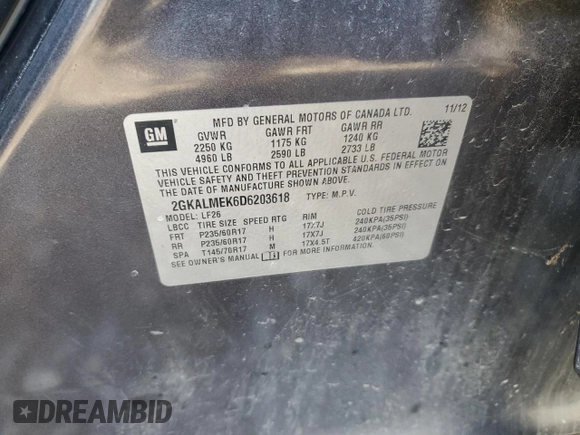 MFD BY GENERAL MOTORS OF CANADA LTD. 11/12
GM
GVWR GAWR FRT GAWR RR
2250 KG 1175 KG 1240 KG
4960 LB 2590 LB 2733 LB
THIS VEHICLE CONFORMS TO ALL APPLICABLE U.S. FEDERAL MOTOR
VEHICLE SAFETY AND THEFT PREVENTION STANDARDS IN EFFECT ON
THE DATE OF MANUFACTURE SHOWN ABOVE.
2GKALMEK6D6203618 TYPE: M.P.V.
MODEL: LF26
LBCC TIRE SIZE SPEED RTG RIM COLD TIRE PRESSURE
FRT P235/60R17 H 17X7J 240KPA(35PSI)
RR P235/60R17 H 17X7J 240KPA(35PSI)
SPA T145/70R17 M 17X4.5T 420KPA(60PSI)
SEE OWNER'S MANUAL FOR MORE INFORMATION.
DREAMBID